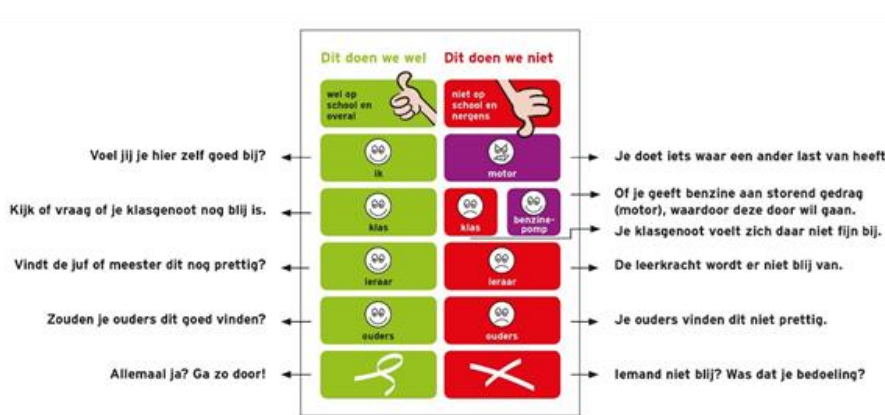 Dit doen we wel
Dit doen we niet
wel op
school en
overal
niet op
school en
nergens
Voel jij je hier zelf goed bij?
ik
motor
Je doet iets waar een ander last van heeft
Kijk of vraag of je klasgenoot nog blij is.
klas
klas
benzine-
pomp
Of je geeft benzine aan storend gedrag
(motor), waardoor deze door wil gaan.
Je klasgenoot voelt zich daar niet fijn bij.
Vindt de juf of meester dit nog prettig?
leraar
leraar
De leerkracht wordt er niet blij van.
Zouden je ouders dit goed vinden?
ouders
ouders
Je ouders vinden dit niet prettig.
Allemaal ja? Ga zo door!
Iemand niet blij? Was dat je bedoeling?